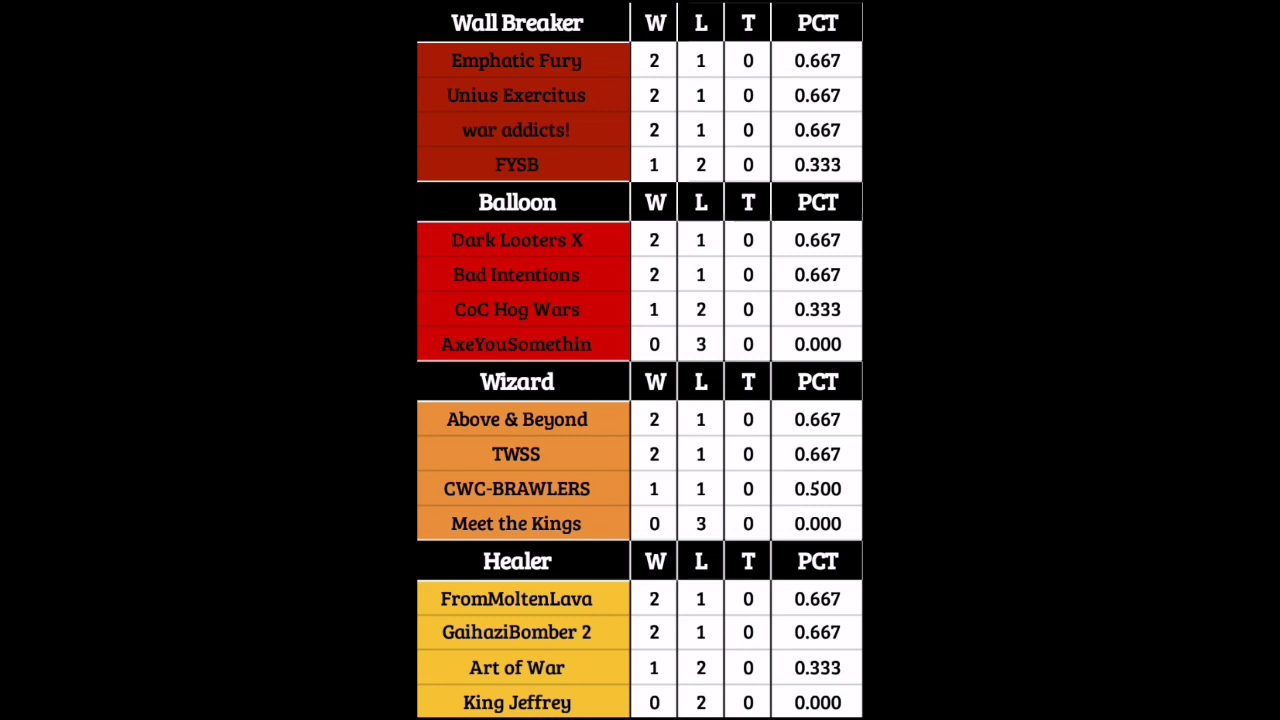 Wall Breaker W L T PCT
Emphatic Fury 2 1 0 0.667
Unius Exercitus 2 1 0 0.667
war addicts! 2 1 0 0.667
FYSB 1 2 0 0.333
Balloon W L T PCT
Dark Looters X 2 1 0 0.667
Bad Intentions 2 1 0 0.667
CoC Hog Wars 1 2 0 0.333
AxeYouSomethin 0 3 0 0.000
Wizard W L T PCT
Above & Beyond 2 1 0 0.667
TWSS 2 1 0 0.667
CWC-BRAWLERS 1 1 0 0.500
Meet the Kings 0 3 0 0.000
Healer W L T PCT
FromMoltenLava 2 1 0 0.667
GaihaziBomber 2 2 1 0 0.667
Art of War 1 2 0 0.333
King Jeffrey 0 2 0 0.000